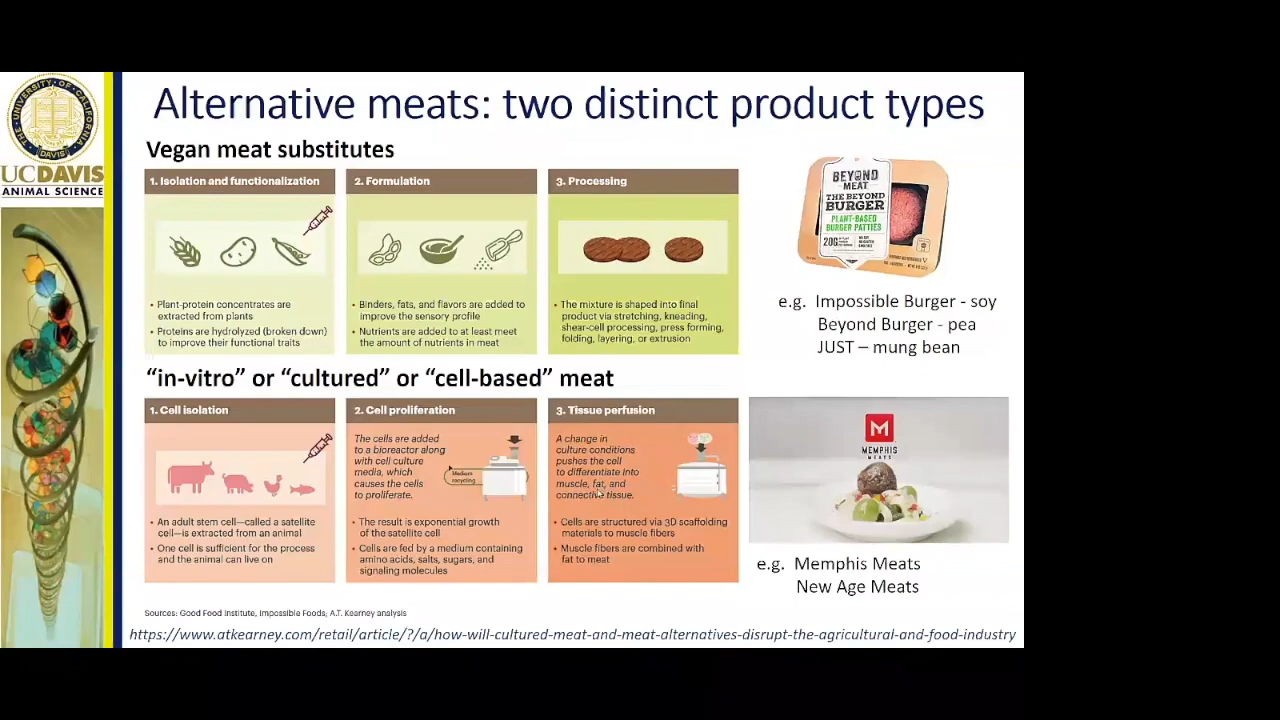 Alternative meats: two distinct product types
Vegan meat substitutes
1. Isolation and functionalization
• Plant-protein concentrates are
extracted from plants
• Proteins are hydrolyzed (broken down)
to improve their functional traits
2. Formulation
• Binders, fats, and flavors are added to
improve the sensory profile
• Nutrients are added to at least meet
the amount of nutrients in meat
3. Processing
• The mixture is shaped into final
product via stretching, kneading,
shear-cell processing, press forming,
folding, layering, or extrusion
BEYOND
MEAT
THE BEYOND
BURGER
PLANT-BASED
BURGER PATTIES
20G
e.g. Impossible Burger - soy
Beyond Burger - pea
JUST – mung bean
“in-vitro” or “cultured” or “cell-based” meat
1. Cell isolation
• An adult stem cell—called a satellite
cell—is extracted from an animal
• One cell is sufficient for the process
and the animal can live on
2. Cell proliferation
The cells are added
to a bioreactor along
with cell culture
media, which
causes the cells
to proliferate.
Medium
recycling
• The result is exponential growth
of the satellite cell
• Cells are fed by a medium containing
amino acids, salts, sugars, and
signaling molecules
3. Tissue perfusion
A change in
culture conditions
pushes the cell
to differentiate into
muscle, fat, and
connective tissue.
• Cells are structured via 3D scaffolding
materials to muscle fibers
• Muscle fibers are combined with
fat to meat
M
MEMPHIS
MEATS
e.g. Memphis Meats
New Age Meats
Sources: Good Food Institute, Impossible Foods; A.T. Kearney analysis
https://www.atkearney.com/retail/article/?/a/how-will-cultured-meat-and-meat-alternatives-disrupt-the-agricultural-and-food-industry
THE UNIVERSITY OF CALIFORNIA
DAVIS
UCDAVIS
ANIMAL SCIENCE